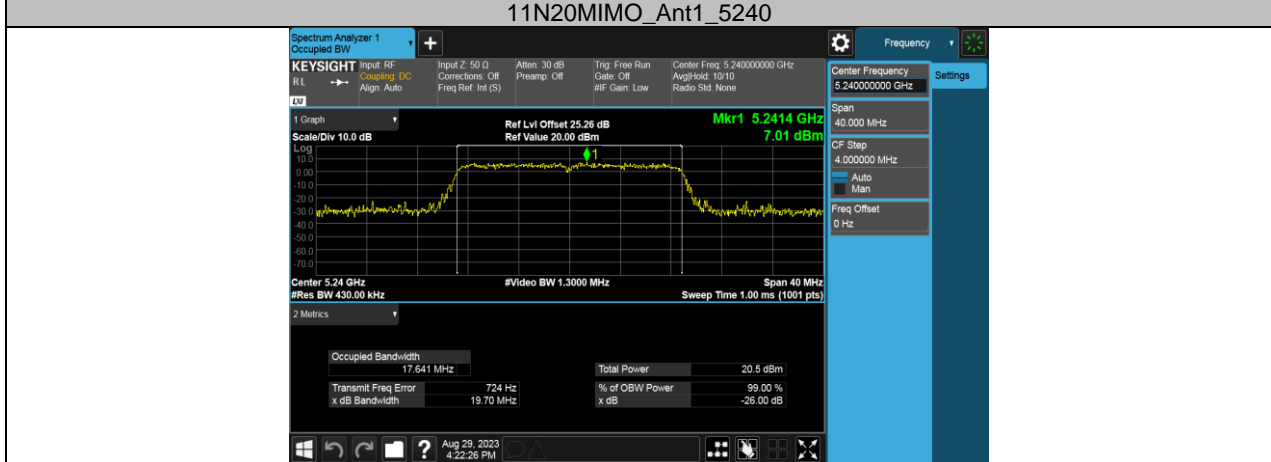 11N20MIMO_Ant1_5240
Spectrum Analyzer 1
Occupied BW
+
Frequency
KEYSIGHT
RL
LXI
Input: RF
Coupling: DC
Align: Auto
Input Z: 50 Ω
Corrections: Off
Freq Ref: Int (S)
Atten: 30 dB
Preamp: Off
Trig: Free Run
Gate: Off
#IF Gain: Low
Center Freq: 5.240000000 GHz
Avg|Hold: 10/10
Radio Std: None
Center Frequency
5.240000000 GHz
Settings
Span
40.000 MHz
CF Step
4.000000 MHz
Auto
Man
Freq Offset
0 Hz
1 Graph
Scale/Div 10.0 dB
Ref Lvl Offset 25.26 dB
Ref Value 20.00 dBm
Mkr1 5.2414 GHz
7.01 dBm
Log
10.0
0.00
-10.0
-20.0
-30.0
-40.0
-50.0
-60.0
-70.0
1
Center 5.24 GHz
#Res BW 430.00 kHz
#Video BW 1.3000 MHz
Span 40 MHz
Sweep Time 1.00 ms (1001 pts)
2 Metrics
Occupied Bandwidth
17.641 MHz
Total Power 20.5 dBm
Transmit Freq Error 724 Hz
% of OBW Power 99.00 %
x dB Bandwidth 19.70 MHz
x dB -26.00 dB
?
Aug 29, 2023
4:22:26 PM